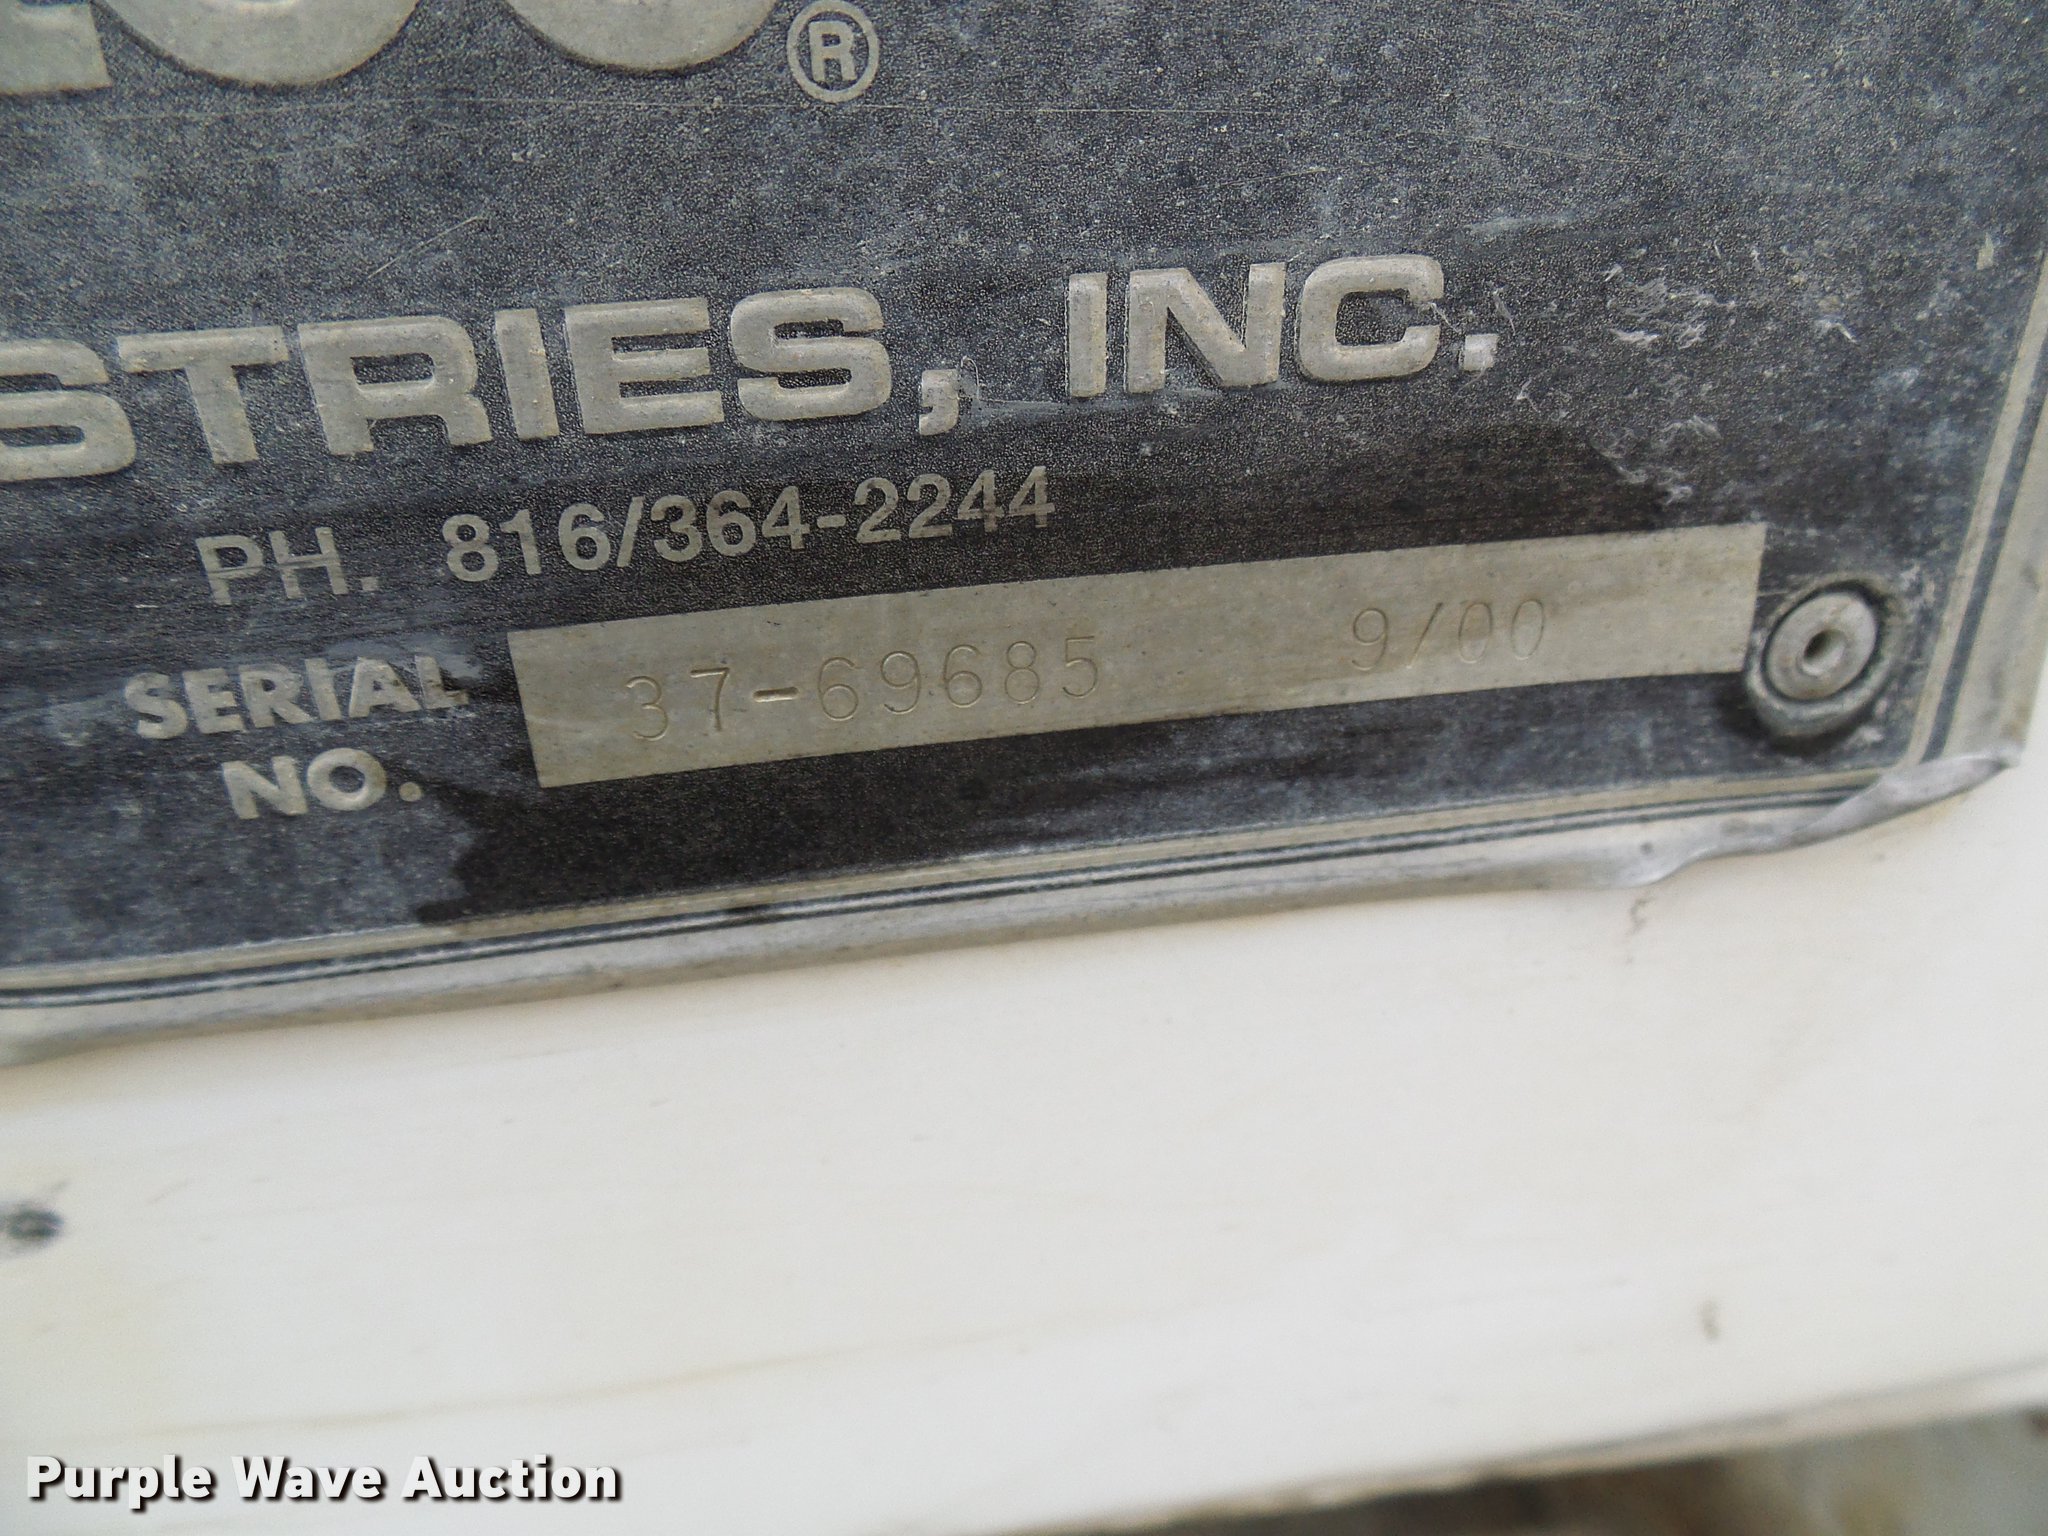 ®
STRIES, INC.
PH. 816/364-2244
SERIAL NO. 37-69685 9/00
Purple Wave Auction